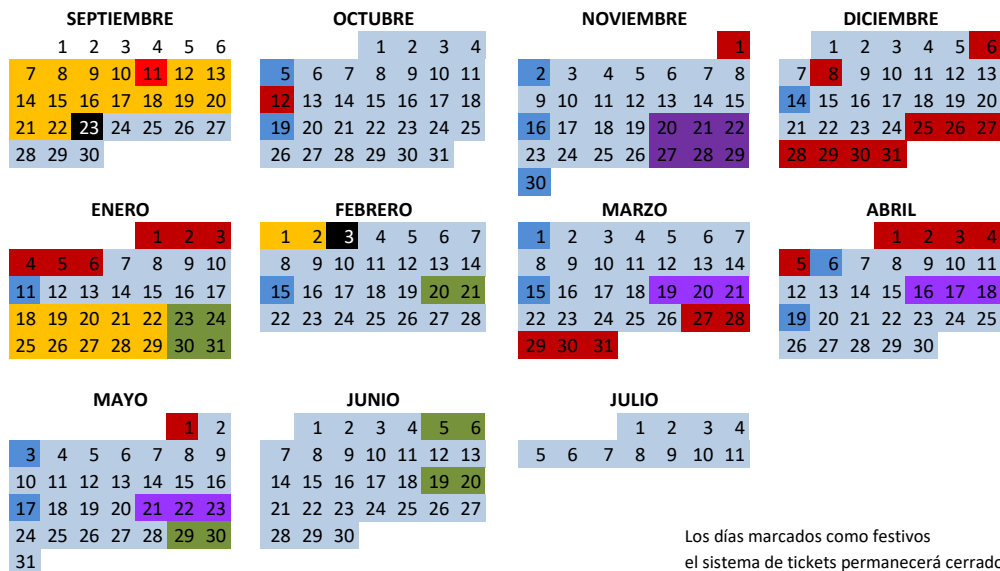 SEPTIEMBRE OCTUBRE NOVIEMBRE DICIEMBRE
1 2 3 4 5 6 1 2 3 4 1 1 2 3 4 5 6
7 8 9 10 11 12 13 5 6 7 8 9 10 11 2 3 4 5 6 7 8 7 8 9 10 11 12 13
14 15 16 17 18 19 20 12 13 14 15 16 17 18 9 10 11 12 13 14 15 14 15 16 17 18 19 20
21 22 23 24 25 26 27 19 20 21 22 23 24 25 16 17 18 19 20 21 22 21 22 23 24 25 26 27
28 29 30 26 27 28 29 30 31 23 24 25 26 27 28 29 28 29 30 31
30
ENERO FEBRERO MARZO ABRIL
1 2 3 1 2 3 4 5 6 7 1 2 3 4 5 6 7 1 2 3 4
4 5 6 7 8 9 10 8 9 10 11 12 13 14 8 9 10 11 12 13 14 5 6 7 8 9 10 11
11 12 13 14 15 16 17 15 16 17 18 19 20 21 15 16 17 18 19 20 21 12 13 14 15 16 17 18
18 19 20 21 22 23 24 22 23 24 25 26 27 28 22 23 24 25 26 27 28 19 20 21 22 23 24 25
25 26 27 28 29 30 31 29 30 31 26 27 28 29 30
MAYO JUNIO JULIO
1 2 1 2 3 4 5 6 1 2 3 4
3 4 5 6 7 8 9 7 8 9 10 11 12 13 5 6 7 8 9 10 11
10 11 12 13 14 15 16 14 15 16 17 18 19 20
17 18 19 20 21 22 23 21 22 23 24 25 26 27
24 25 26 27 28 29 30 28 29 30
Los días marcados como festivos
31 el sistema de tickets permanecerá cerrado